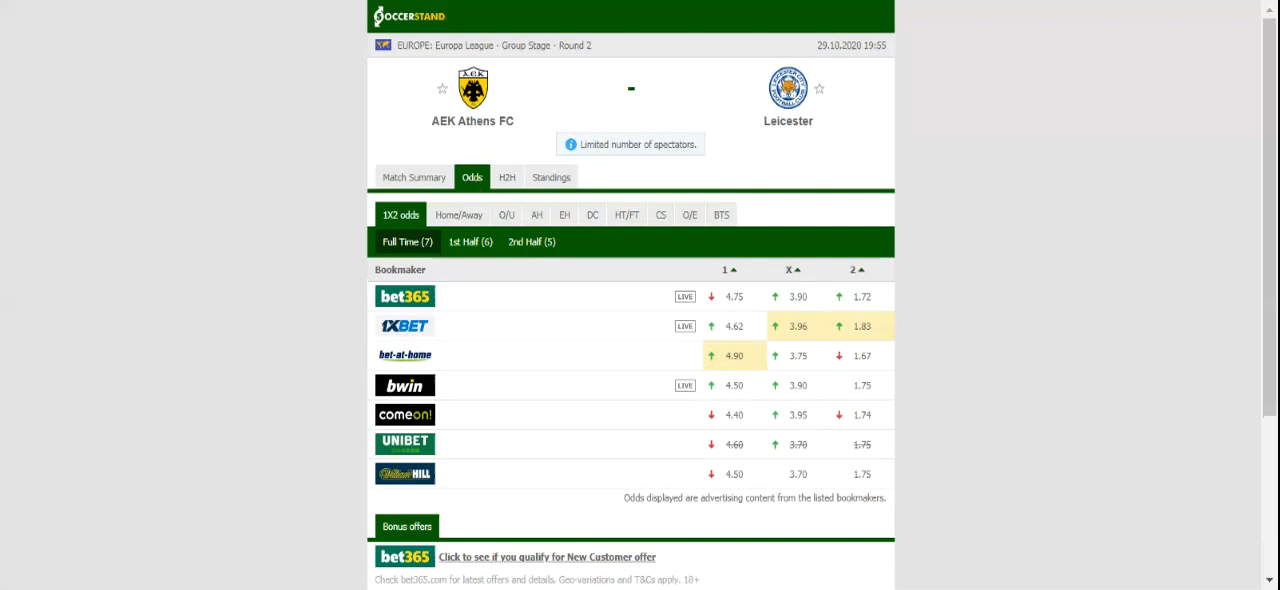 SOCCERSTAND
EUROPE: Europa League - Group Stage - Round 2 29.10.2020 19:55
AEK
AEK Athens FC - Leicester
Limited number of spectators.
Match Summary Odds H2H Standings
1X2 odds Home/Away O/U AH EH DC HT/FT CS O/E BTS
Full Time (7) 1st Half (6) 2nd Half (5)
Bookmaker 1 X 2
bet365 LIVE 4.75 3.90 1.72
1XBET LIVE 4.62 3.96 1.83
bet-at-home 4.90 3.75 1.67
bwin LIVE 4.50 3.90 1.75
comeon! 4.40 3.95 1.74
UNIBET 4.60 3.70 1.75
William HILL 4.50 3.70 1.75
Odds displayed are advertising content from the listed bookmakers.
Bonus offers
bet365 Click to see if you qualify for New Customer offer
Check bet365.com for latest offers and details. Geo-variations and T&Cs apply. 18+